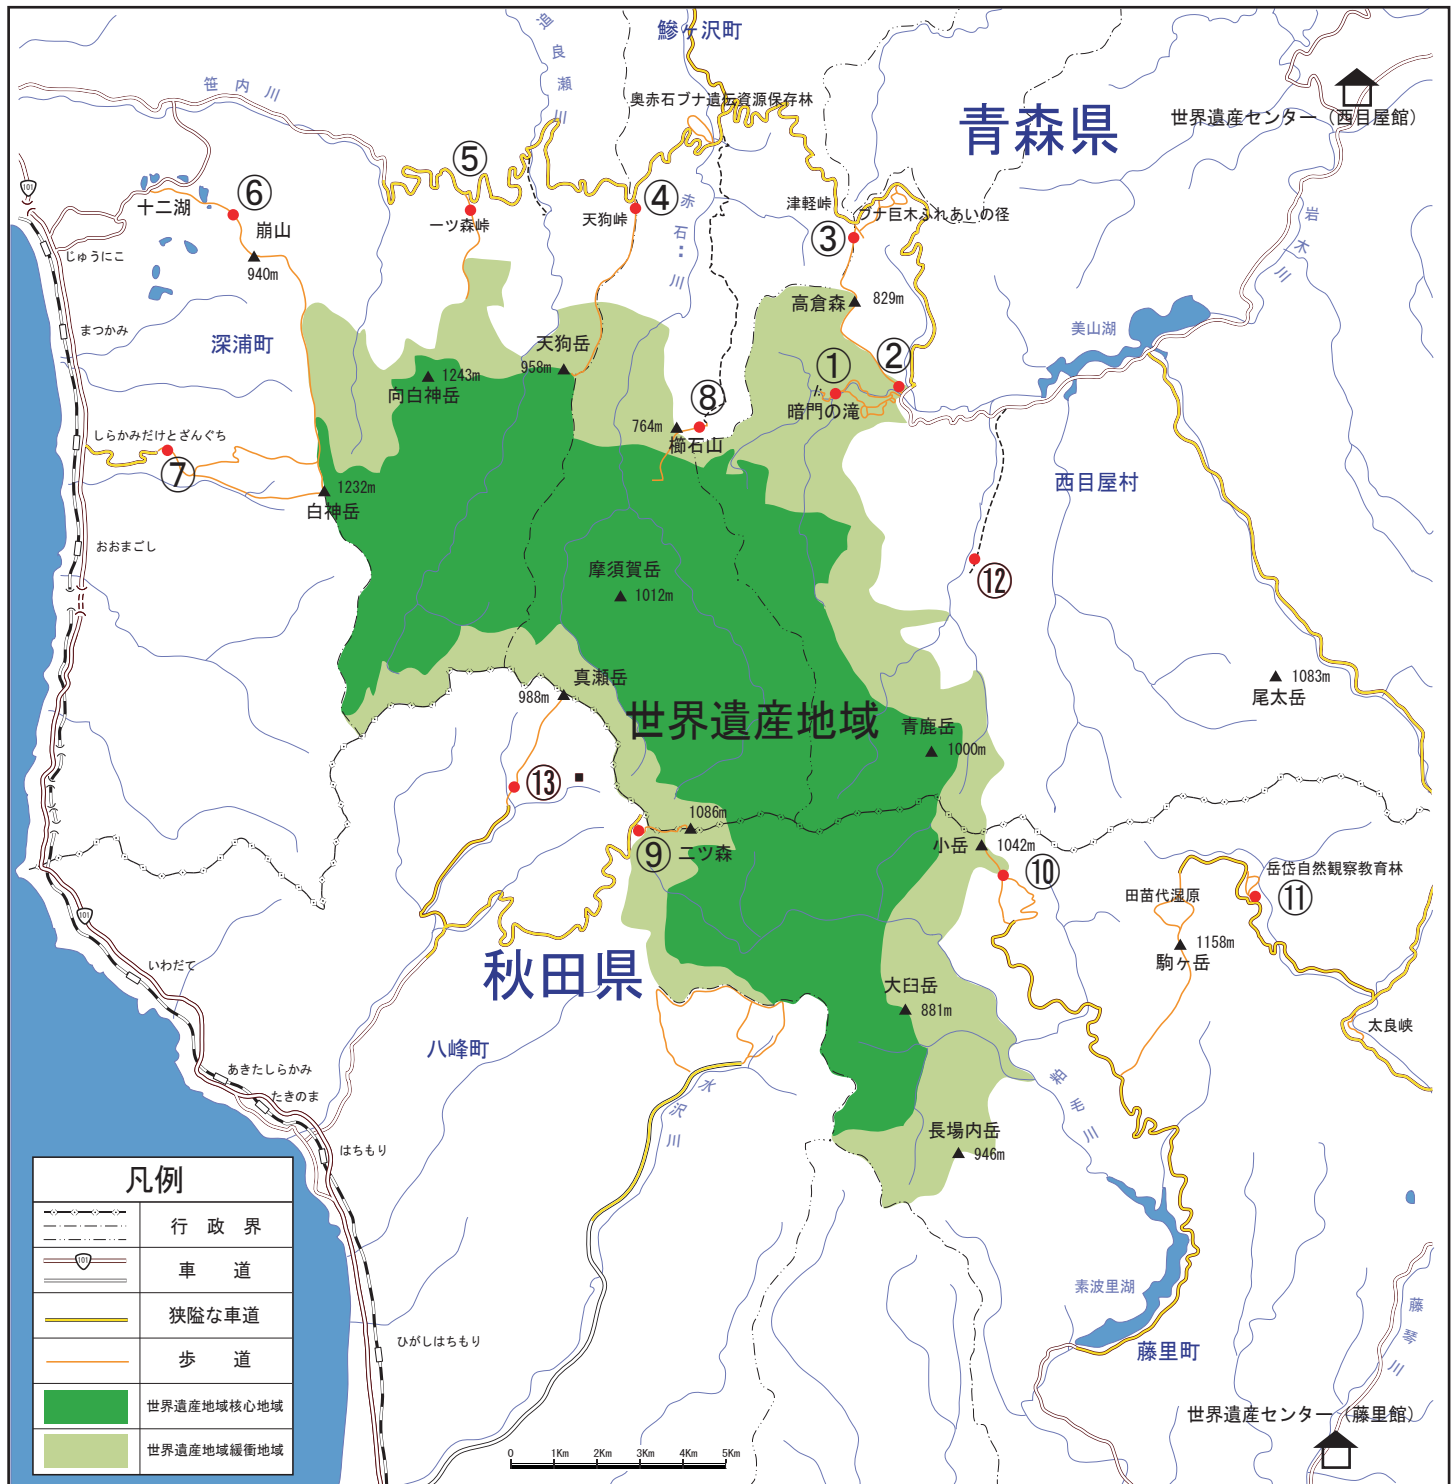 鰺ヶ沢町
追良瀬川
笹内川
奥赤石ブナ遺伝資源保存林
青森県
世界遺産センター（西目屋館）
101
⑤
⑥
④
十二湖
崩山
一ツ森峠
天狗峠
赤石川
津軽峠
ブナ巨木ふれあいの径
岩木川
③
じゅうにこ
940m
高倉森
829m
まつかみ
深浦町
天狗岳
958m
美山湖
1243m
向白神岳
①
②
暗門の滝
⑧
764m
櫛石山
しらかみだけとざんぐち
⑦
1232m
白神岳
西目屋村
おおまごし
摩須賀岳
1012m
⑫
真瀬岳
988m
1083m
尾太岳
世界遺産地域
青鹿岳
1000m
⑬
1086m
⑨
二ツ森
小岳
1042m
⑩
岳岱自然観察教育林
⑪
田苗代湿原
101
1158m
駒ヶ岳
いわだて
秋田県
大臼岳
881m
太良峡
八峰町
あきたしらかみ
たきのま
水沢川
粕毛川
はちもり
長場内岳
946m
素波里湖
藤琴川
ひがしはちもり
藤里町
世界遺産センター（藤里館）
凡例
行政界
101
車道
狭隘な車道
歩道
世界遺産地域核心地域
世界遺産地域緩衝地域
0 1Km 2Km 3Km 4Km 5Km